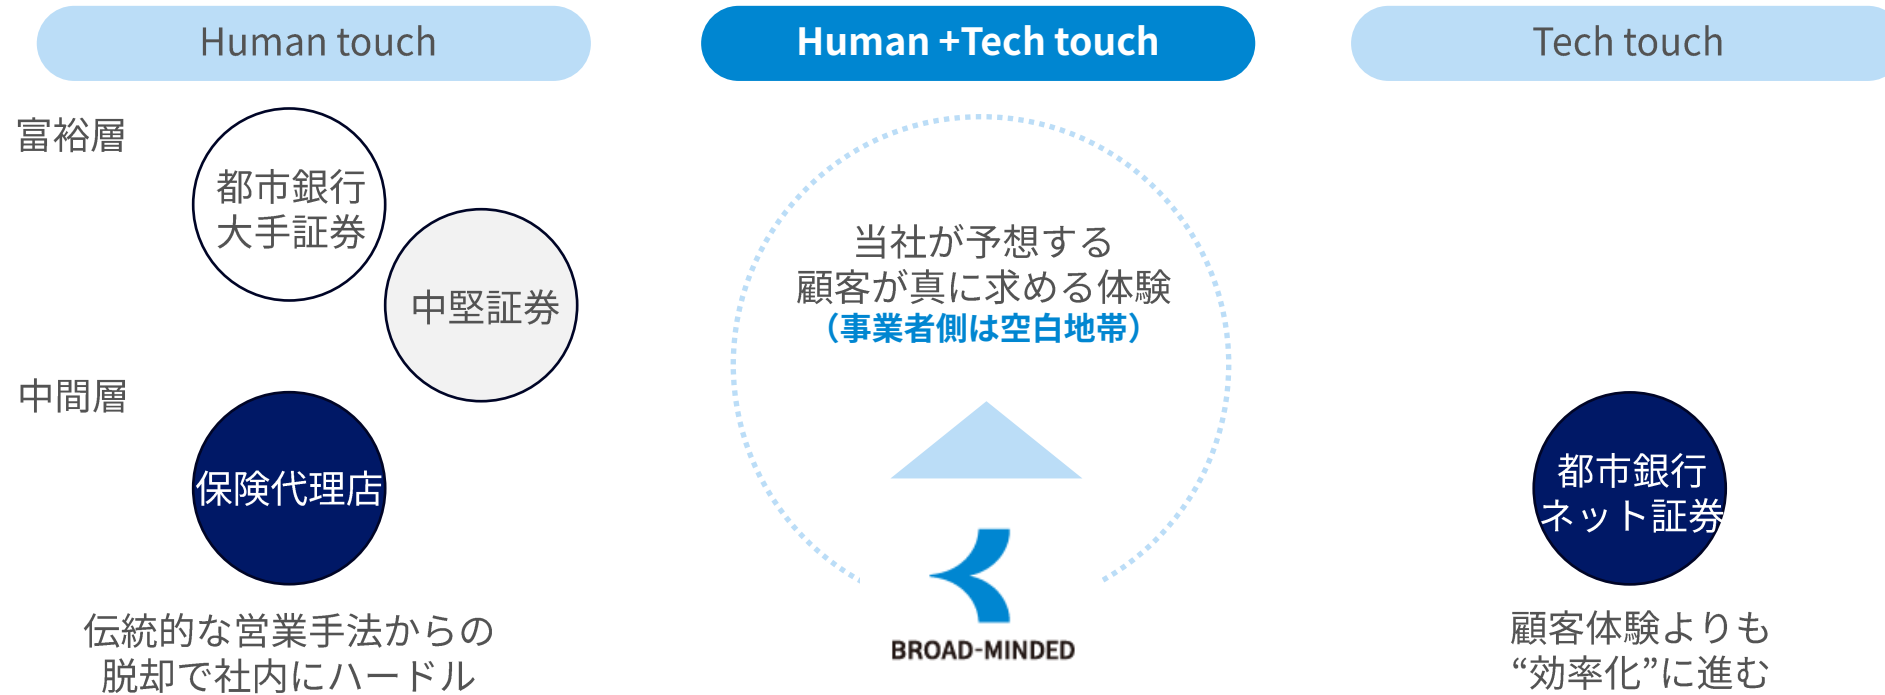 Human touch
Human +Tech touch
Tech touch
富裕層
都市銀行
大手証券
中堅証券
中間層
保険代理店
伝統的な営業手法からの
脱却で社内にハードル
当社が予想する
顧客が真に求める体験
（事業者側は空白地帯）
BROAD-MINDED
都市銀行
ネット証券
顧客体験よりも
“効率化”に進む